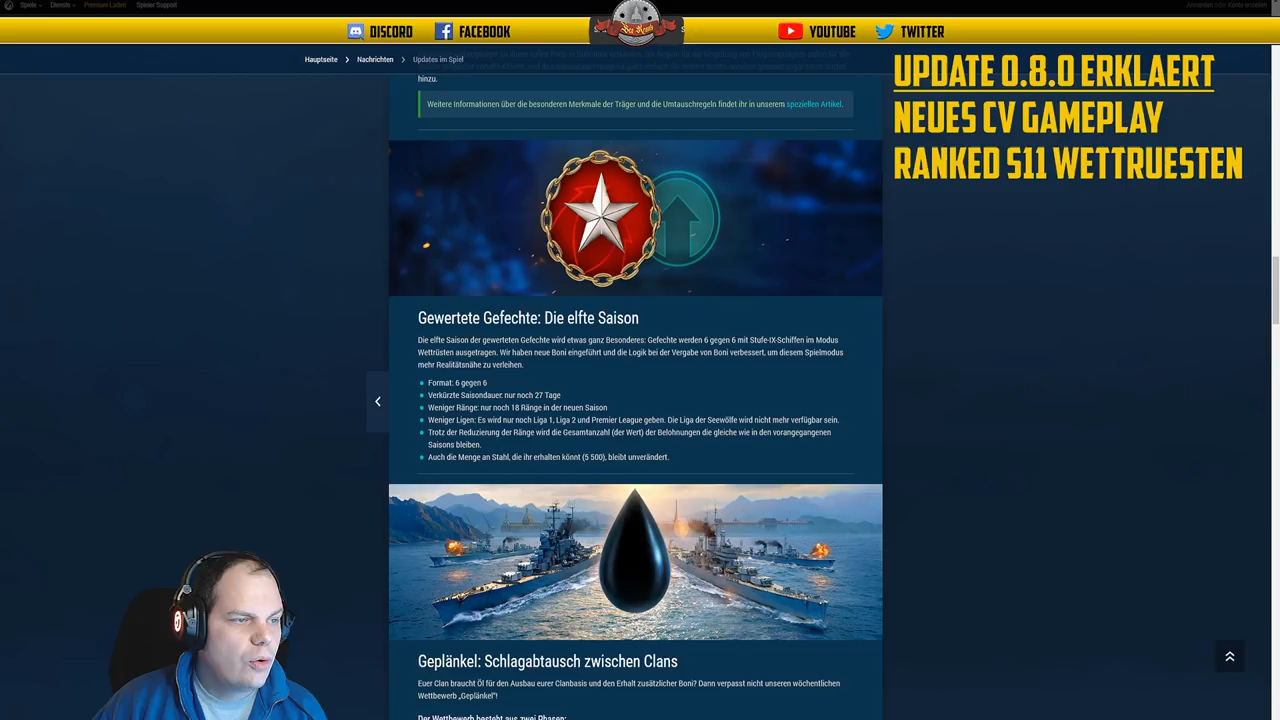 Spiele
Dienste
Premium-Laden
Spieler Support
Anmelden oder Konto erstellen
DISCORD
FACEBOOK
YOUTUBE
TWITTER
Hauptseite
Nachrichten
Updates im Spiel
UPDATE 0.8.0 ERKLAERT
NEUES CV GAMEPLAY
RANKED S11 WETTRUESTEN
hinzu.
Weitere Informationen über die besonderen Merkmale der Träger und die Umtauschregeln findet ihr in unserem speziellen Artikel.
Gewertete Gefechte: Die elfte Saison
Die elfte Saison der gewerteten Gefechte wird etwas ganz Besonderes: Gefechte werden 6 gegen 6 mit Stufe-IX-Schiffen im Modus
Wettrüsten ausgetragen. Wir haben neue Boni eingeführt und die Logik bei der Vergabe von Boni verbessert, um diesem Spielmodus
mehr Realitätsnähe zu verleihen.
Format: 6 gegen 6
Verkürzte Saisondauer: nur noch 27 Tage
Weniger Ränge: nur noch 18 Ränge in der neuen Saison
Weniger Ligen: Es wird nur noch Liga 1, Liga 2 und Premier League geben. Die Liga der Seewölfe wird nicht mehr verfügbar sein.
Trotz der Reduzierung der Ränge wird die Gesamtanzahl (der Wert) der Belohnungen die gleiche wie in den vorangegangenen
Saisons bleiben.
Auch die Menge an Stahl, die ihr erhalten könnt (5 500), bleibt unverändert.
Geplänkel: Schlagabtausch zwischen Clans
Euer Clan braucht Öl für den Ausbau eurer Clanbasis und den Erhalt zusätzlicher Boni? Dann verpasst nicht unseren wöchentlichen
Wettbewerb „Geplänkel“!
Der Wettbewerb besteht aus zwei Phasen: